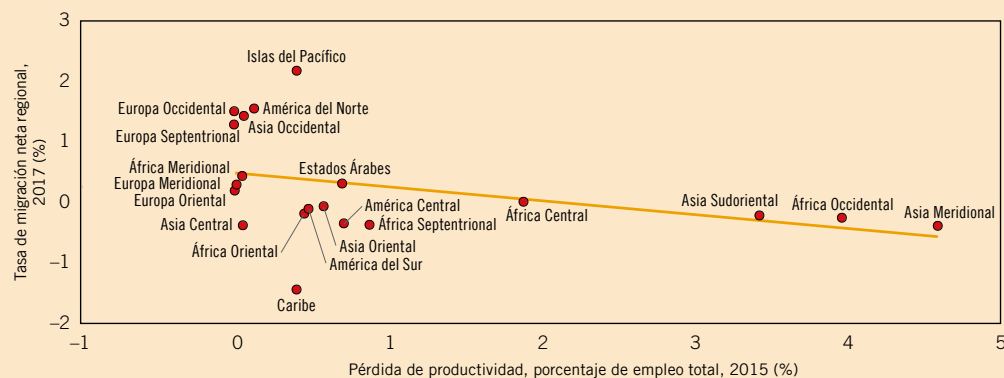 Tasa de migración neta regional,
2017 (%)
3
2
1
0
−1
−2
Islas del Pacífico
Europa Occidental
América del Norte
Asia Occidental
Europa Septentrional
África Meridional
Europa Meridional
Europa Oriental
Estados Árabes
Asia Central
África Oriental
América Central
África Septentrional
Asia Oriental
América del Sur
Caribe
África Central
Asia Sudoriental
África Occidental
Asia Meridional
−1
0
1
2
3
4
5
Pérdida de productividad, porcentaje de empleo total, 2015 (%)